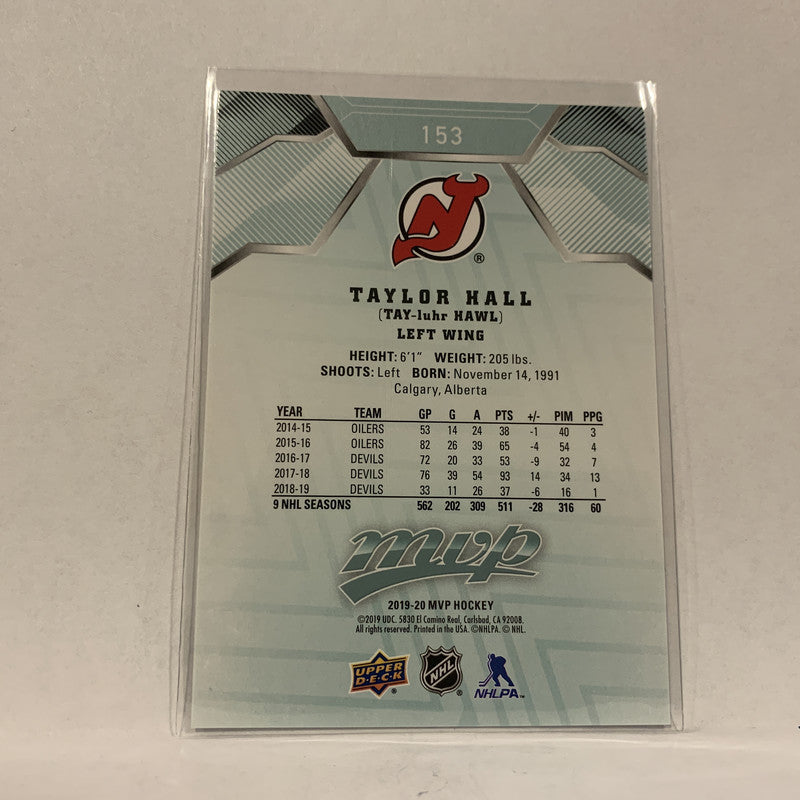 153
NJ ®
TAYLOR HALL
(TAY-luhr HAWL)
LEFT WING
HEIGHT: 6'1" WEIGHT: 205 lbs.
SHOOTS: Left BORN: November 14, 1991
Calgary, Alberta
YEAR TEAM GP G A PTS +/- PIM PPG
2014-15 OILERS 53 14 24 38 -1 40 3
2015-16 OILERS 82 26 39 65 -4 54 4
2016-17 DEVILS 72 20 33 53 -9 32 7
2017-18 DEVILS 76 39 54 93 14 34 13
2018-19 DEVILS 33 11 26 37 -6 16 1
9 NHL SEASONS 562 202 309 511 -28 316 60
mvp
2019-20 MVP HOCKEY
©2019 UDC. 5830 El Camino Real, Carlsbad, CA 92008.
All rights reserved. Printed in the USA. ©NHLPA. © NHL.
UPPER DECK ® NHL ® NHLPA™